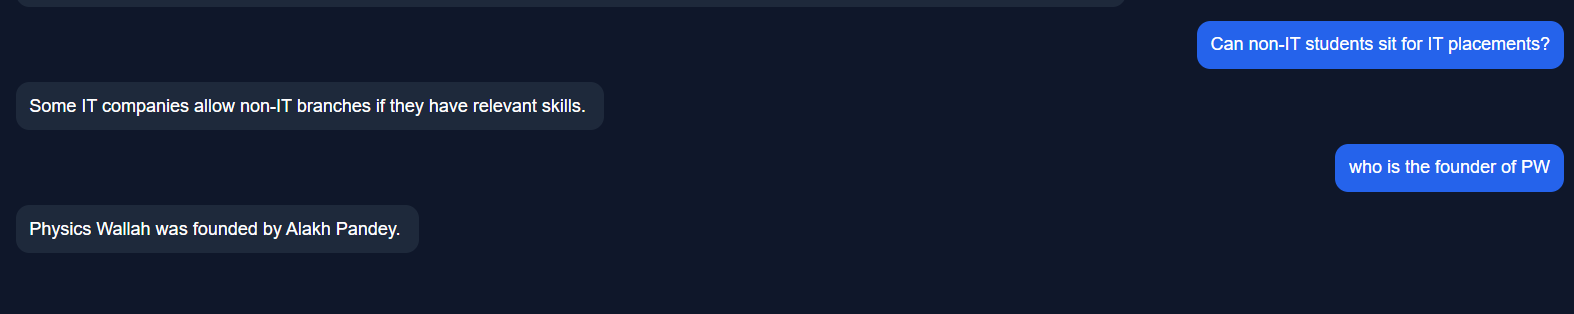 Can non-IT students sit for IT placements?
Some IT companies allow non-IT branches if they have relevant skills.
who is the founder of PW
Physics Wallah was founded by Alakh Pandey.